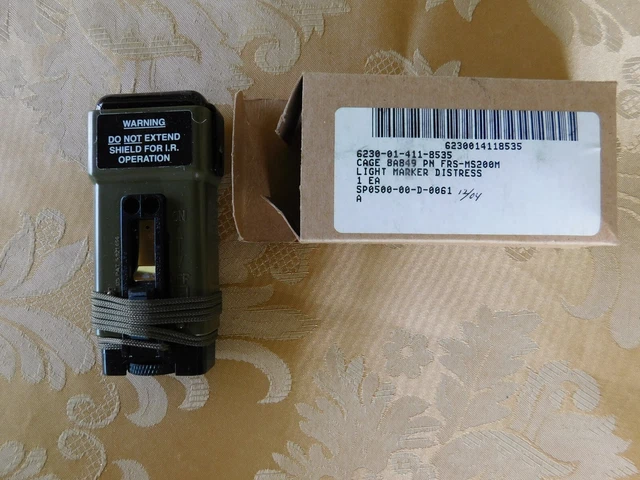 WARNING
DO NOT EXTEND
SHIELD FOR I.R.
OPERATION
6230014118535
6230-01-411-8535
CAGE 8A849 PN FRS-MS200M
LIGHT MARKER DISTRESS
1 EA
SP0500-00-D-0061 12/04
A